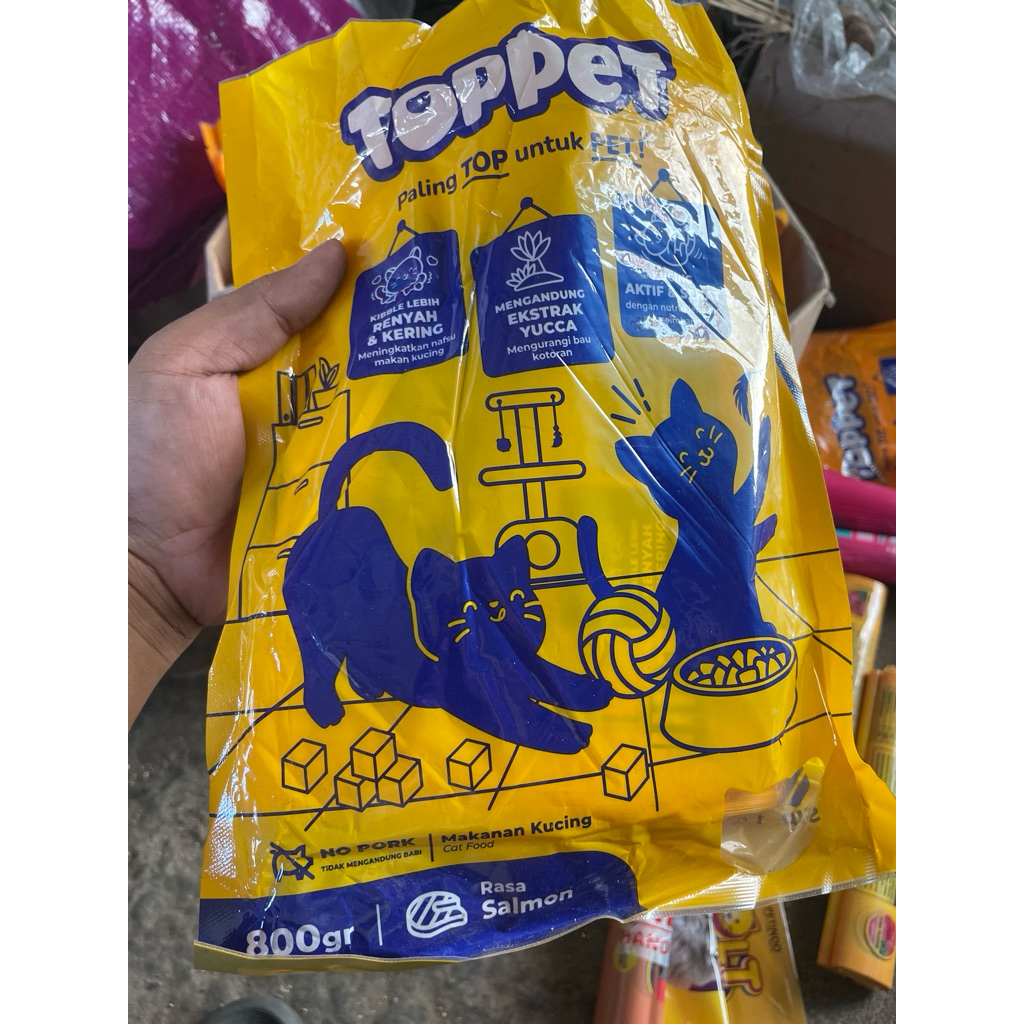 TOPPET
Paling TOP untuk PET!
KIBBLE LEBIH
RENYAH
& KERING
Meningkatkan nafsu
makan kucing
MENGANDUNG
EKSTRAK
YUCCA
Mengurangi bau
kotoran
AKTIF &
dengan
NO PORK
TIDAK MENGANDUNG BABI
Makanan Kucing
Cat Food
800gr
Rasa
Salmon